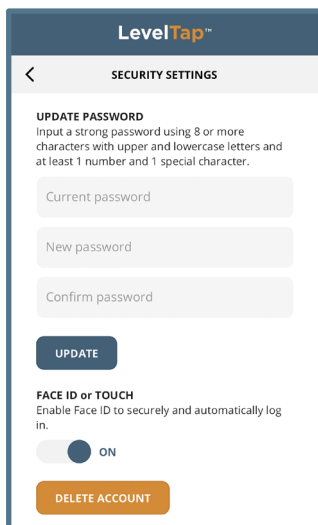 LevelTap™
SECURITY SETTINGS
UPDATE PASSWORD
Input a strong password using 8 or more
characters with upper and lowercase letters and
at least 1 number and 1 special character.
Current password
New password
Confirm password
UPDATE
FACE ID or TOUCH
Enable Face ID to securely and automatically log
in.
ON
DELETE ACCOUNT